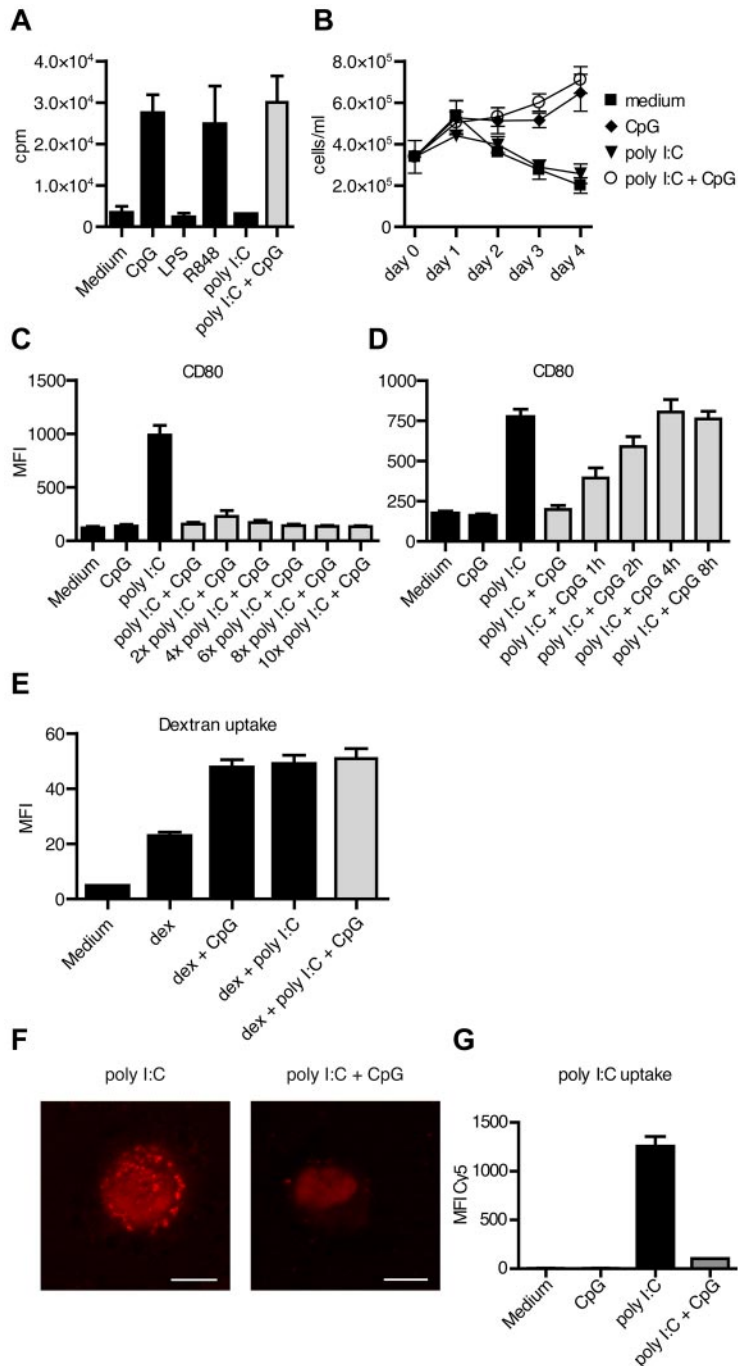 A
4.0×10⁴
3.0×10⁴
2.0×10⁴
1.0×10⁴
0
cpm
Medium
CpG
LPS
R848
poly I:C
poly I:C + CpG
B
8.0×10⁵
6.0×10⁵
4.0×10⁵
2.0×10⁵
0
cells/ml
day 0
day 1
day 2
day 3
day 4
medium
CpG
poly I:C
poly I:C + CpG
C
CD80
1500
1000
500
0
MFI
Medium
CpG
poly I:C
poly I:C + CpG
2x poly I:C + CpG
4x poly I:C + CpG
6x poly I:C + CpG
8x poly I:C + CpG
10x poly I:C + CpG
D
CD80
1000
750
500
250
0
Medium
CpG
poly I:C
poly I:C + CpG
poly I:C + CpG 1h
poly I:C + CpG 2h
poly I:C + CpG 4h
poly I:C + CpG 8h
E
Dextran uptake
60
40
20
0
MFI
Medium
dex
dex + CpG
dex + poly I:C
dex + poly I:C + CpG
F
poly I:C
poly I:C + CpG
G
poly I:C uptake
1500
1000
500
0
MFI Cy5
Medium
CpG
poly I:C
poly I:C + CpG